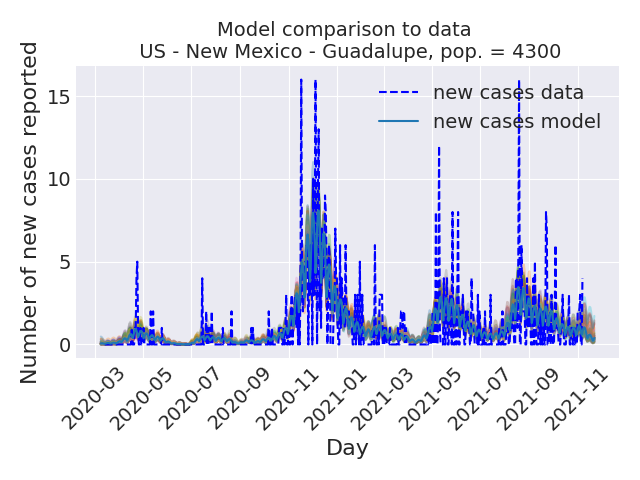 Model comparison to data
US - New Mexico - Guadalupe, pop. = 4300
Number of new cases reported
15
10
5
0
new cases data
new cases model
2020-03
2020-05
2020-07
2020-09
2020-11
2021-01
2021-03
2021-05
2021-07
2021-09
2021-11
Day